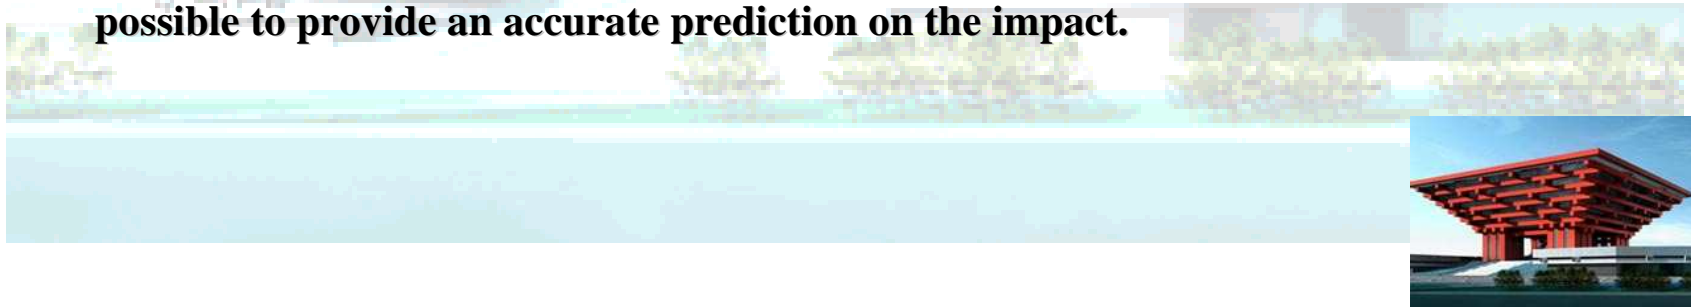 possible to provide an accurate prediction on the impact.